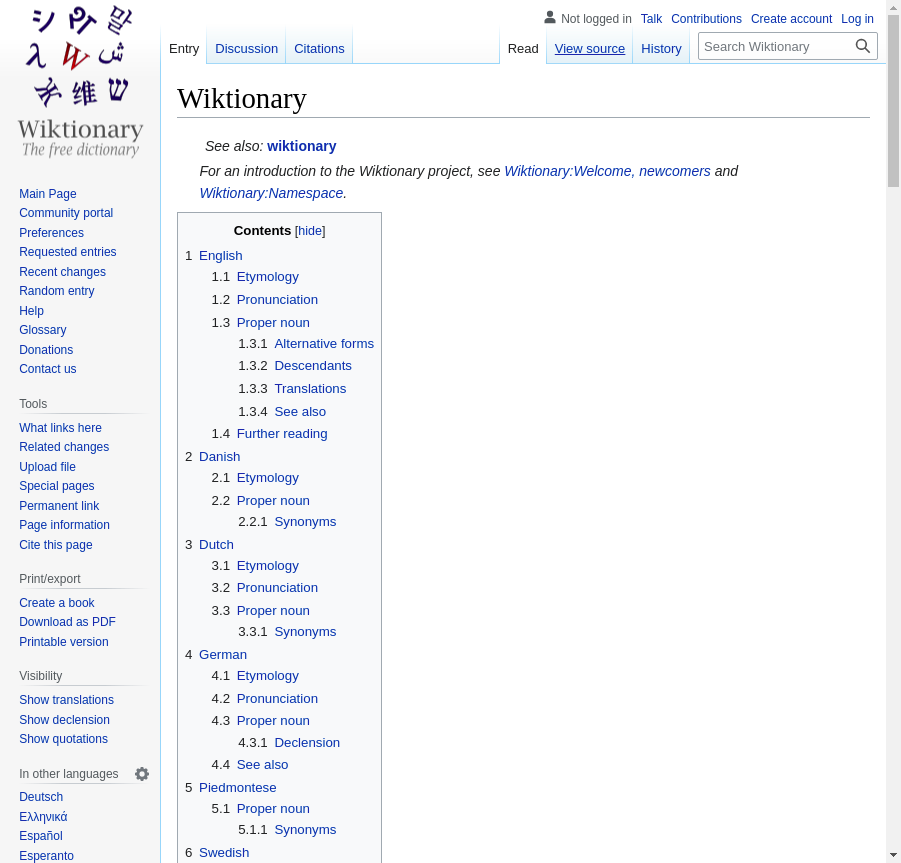 Not logged in Talk Contributions Create account Log in
Entry Discussion Citations Read View source History Search Wiktionary
Wiktionary
The free dictionary
Main Page
Community portal
Preferences
Requested entries
Recent changes
Random entry
Help
Glossary
Donations
Contact us
Tools
What links here
Related changes
Upload file
Special pages
Permanent link
Page information
Cite this page
Print/export
Create a book
Download as PDF
Printable version
Visibility
Show translations
Show declension
Show quotations
In other languages
Deutsch
Ελληνικά
Español
Esperanto
Wiktionary
See also: wiktionary
For an introduction to the Wiktionary project, see Wiktionary:Welcome, newcomers and
Wiktionary:Namespace.
Contents [hide]
1 English
1.1 Etymology
1.2 Pronunciation
1.3 Proper noun
1.3.1 Alternative forms
1.3.2 Descendants
1.3.3 Translations
1.3.4 See also
1.4 Further reading
2 Danish
2.1 Etymology
2.2 Proper noun
2.2.1 Synonyms
3 Dutch
3.1 Etymology
3.2 Pronunciation
3.3 Proper noun
3.3.1 Synonyms
4 German
4.1 Etymology
4.2 Pronunciation
4.3 Proper noun
4.3.1 Declension
4.4 See also
5 Piedmontese
5.1 Proper noun
5.1.1 Synonyms
6 Swedish